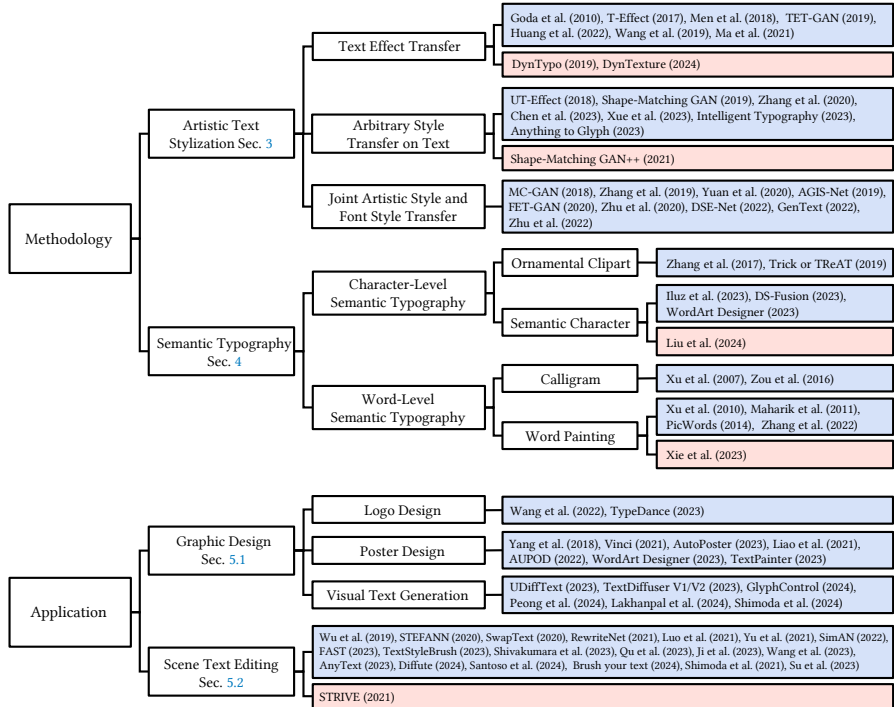 Methodology
Artistic Text
Stylization Sec. 3
Text Effect Transfer
Goda et al. (2010), T-Effect (2017), Men et al. (2018), TET-GAN (2019),
Huang et al. (2022), Wang et al. (2019), Ma et al. (2021)
DynTypo (2019), DynTexture (2024)
Arbitrary Style
Transfer on Text
UT-Effect (2018), Shape-Matching GAN (2019), Zhang et al. (2020),
Chen et al. (2023), Xue et al. (2023), Intelligent Typography (2023),
Anything to Glyph (2023)
Shape-Matching GAN++ (2021)
Joint Artistic Style and
Font Style Transfer
MC-GAN (2018), Zhang et al. (2019), Yuan et al. (2020), AGIS-Net (2019),
FET-GAN (2020), Zhu et al. (2020), DSE-Net (2022), GenText (2022),
Zhu et al. (2022)
Semantic Typography
Sec. 4
Character-Level
Semantic Typography
Ornamental Clipart
Zhang et al. (2017), Trick or TReAT (2019)
Semantic Character
Iluz et al. (2023), DS-Fusion (2023),
WordArt Designer (2023)
Liu et al. (2024)
Word-Level
Semantic Typography
Calligram
Xu et al. (2007), Zou et al. (2016)
Word Painting
Xu et al. (2010), Maharik et al. (2011),
PicWords (2014), Zhang et al. (2022)
Xie et al. (2023)
Application
Graphic Design
Sec. 5.1
Logo Design
Wang et al. (2022), TypeDance (2023)
Poster Design
Yang et al. (2018), Vinci (2021), AutoPoster (2023), Liao et al. (2021),
AUPOD (2022), WordArt Designer (2023), TextPainter (2023)
Visual Text Generation
UDiffText (2023), TextDiffuser V1/V2 (2023), GlyphControl (2024),
Peong et al. (2024), Lakhanpal et al. (2024), Shimoda et al. (2024)
Scene Text Editing
Sec. 5.2
Wu et al. (2019), STEFANN (2020), SwapText (2020), RewriteNet (2021), Luo et al. (2021), Yu et al. (2021), SimAN (2022),
FAST (2023), TextStyleBrush (2023), Shivakumara et al. (2023), Qu et al. (2023), Ji et al. (2023), Wang et al. (2023),
AnyText (2023), Diffute (2024), Santoso et al. (2024), Brush your text (2024), Shimoda et al. (2021), Su et al. (2023)
STRIVE (2021)